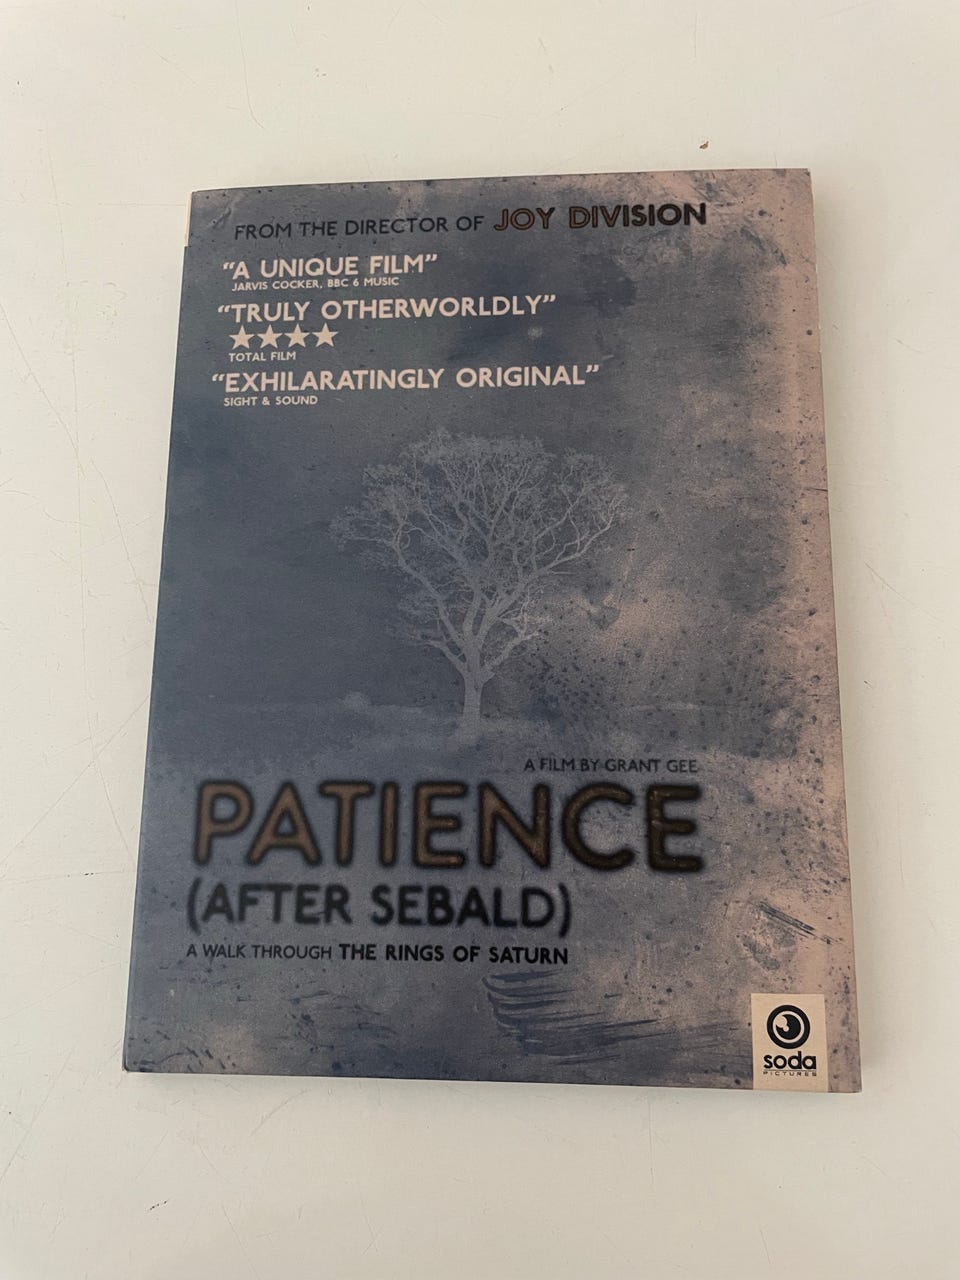 FROM THE DIRECTOR OF JOY DIVISION
"A UNIQUE FILM"
JARVIS COCKER, BBC 6 MUSIC
"TRULY OTHERWORLDLY"
★★★★
TOTAL FILM
"EXHILARATINGLY ORIGINAL"
SIGHT & SOUND
A FILM BY GRANT GEE
PATIENCE
(AFTER SEBALD)
A WALK THROUGH THE RINGS OF SATURN
soda
PICTURES